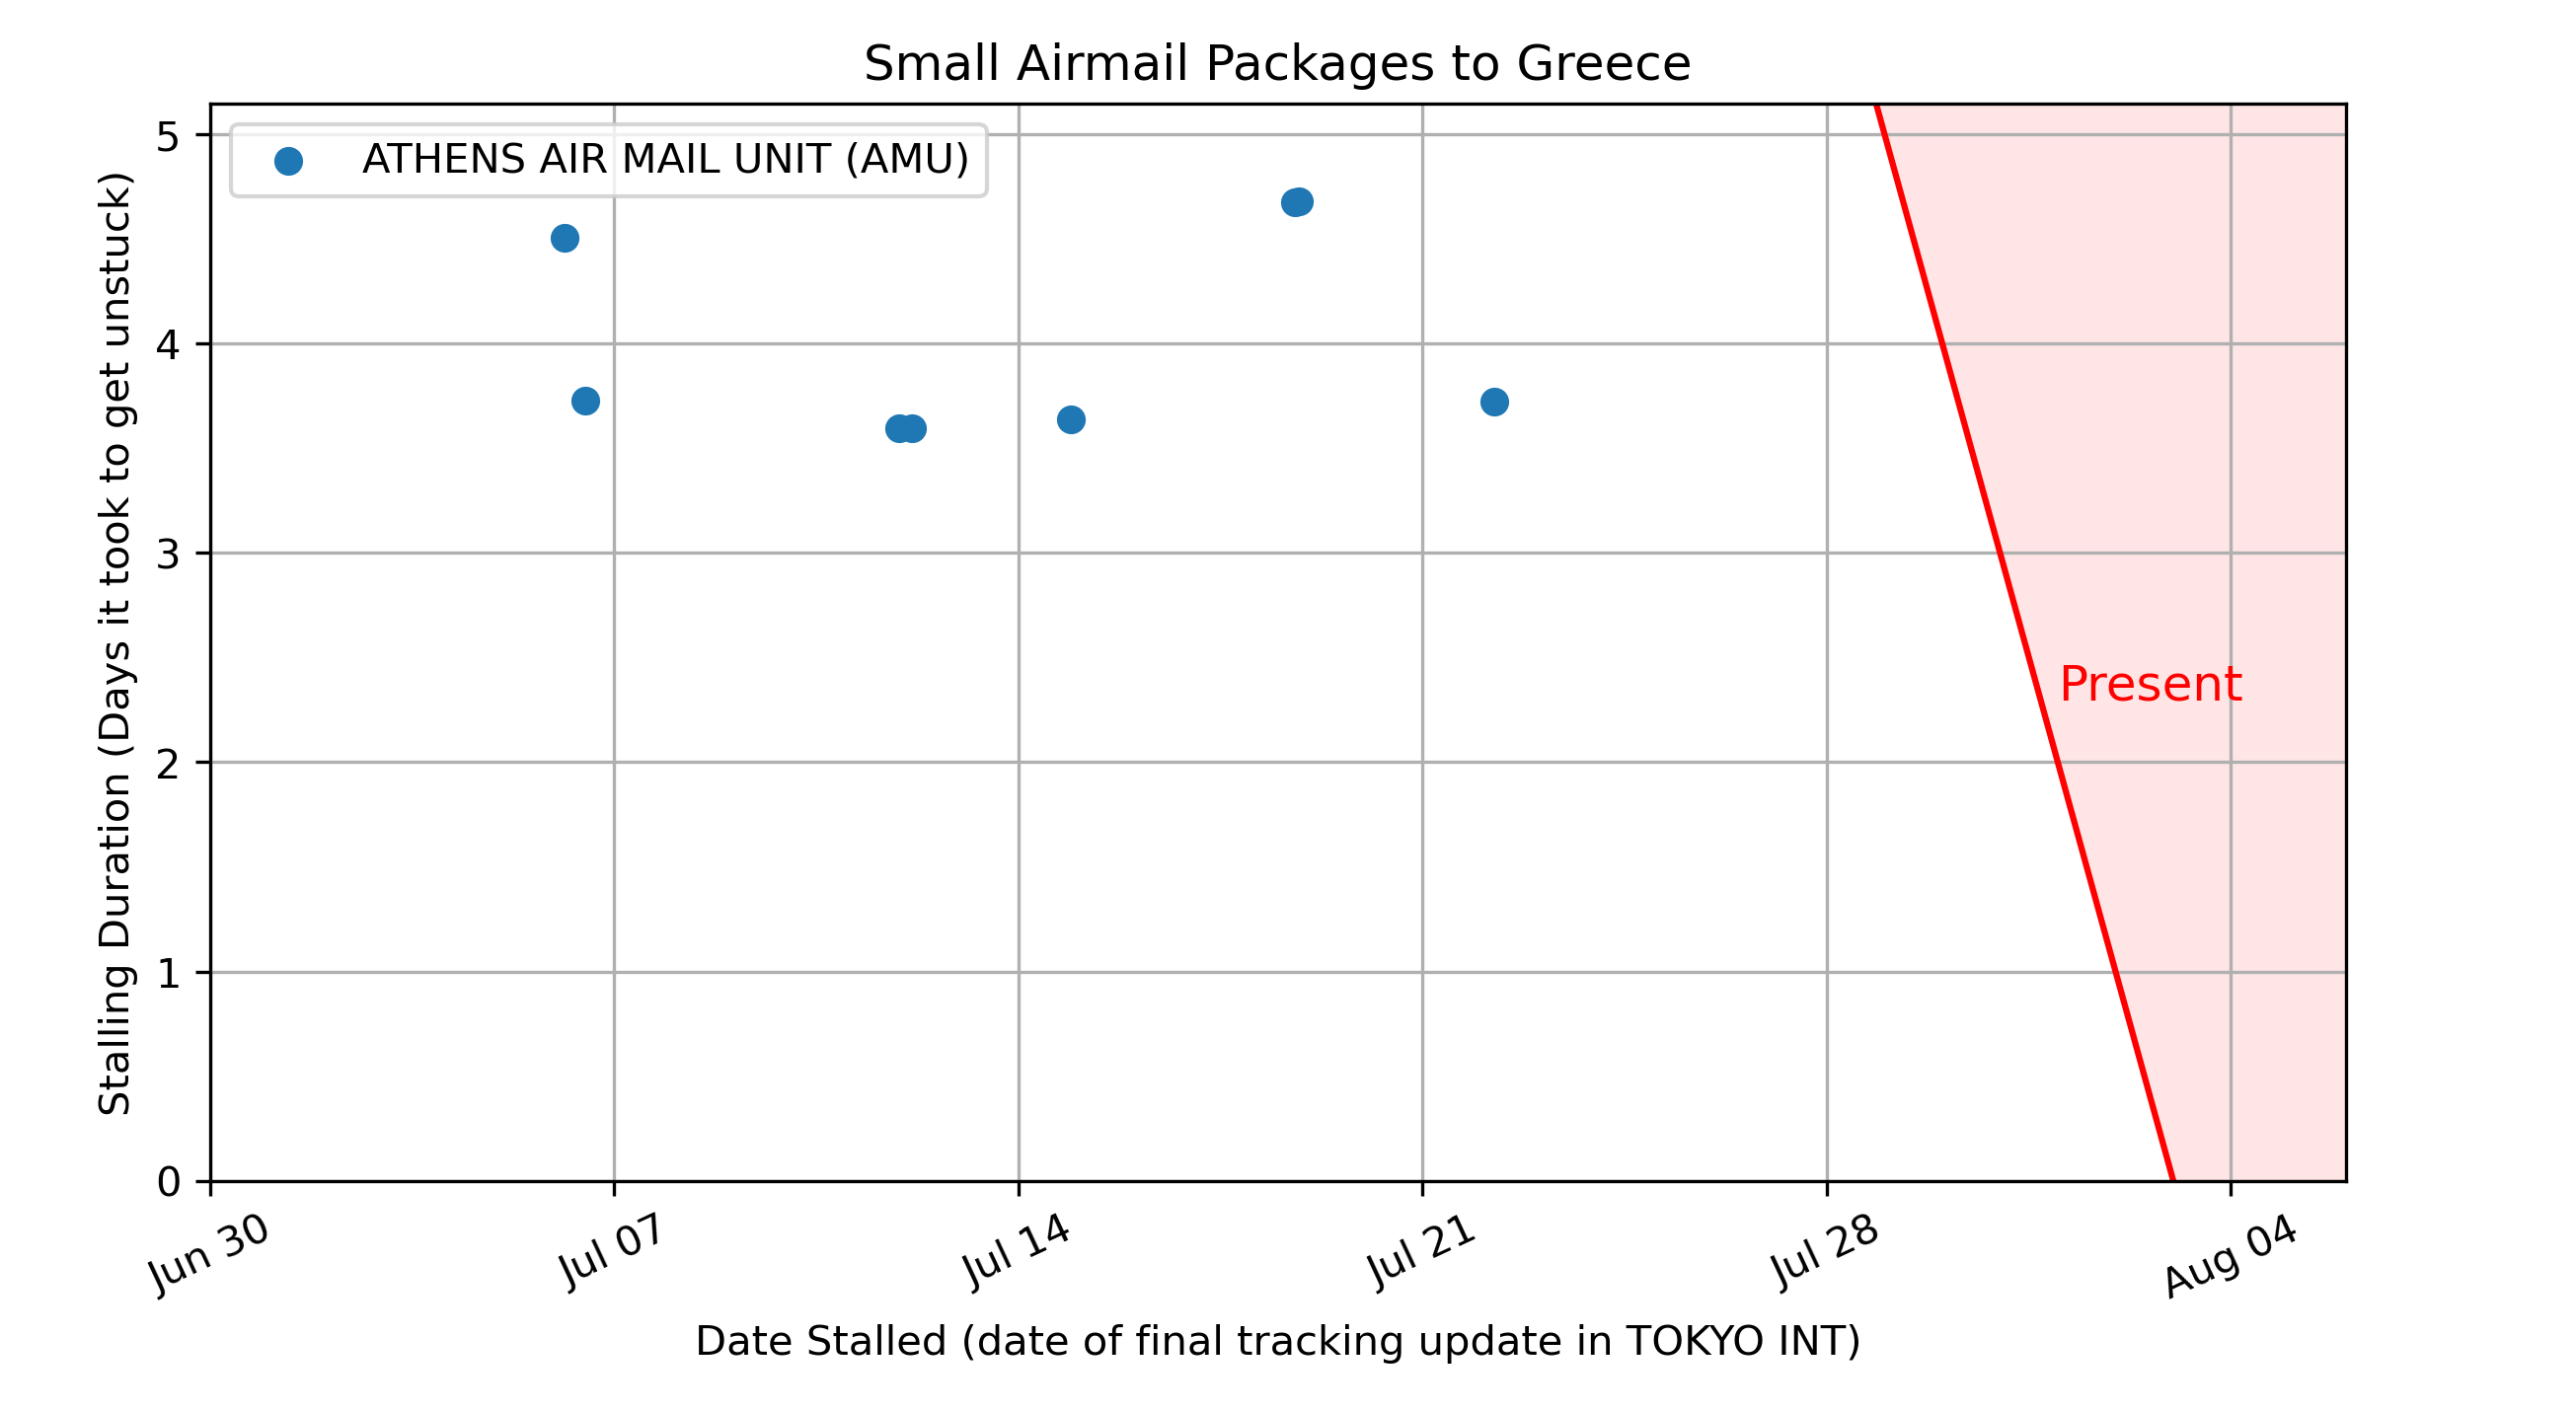 Small Airmail Packages to Greece
ATHENS AIR MAIL UNIT (AMU)
Stalling Duration (Days it took to get unstuck)
5
4
3
2
1
0
Present
Jun 30
Jul 07
Jul 14
Jul 21
Jul 28
Aug 04
Date Stalled (date of final tracking update in TOKYO INT)